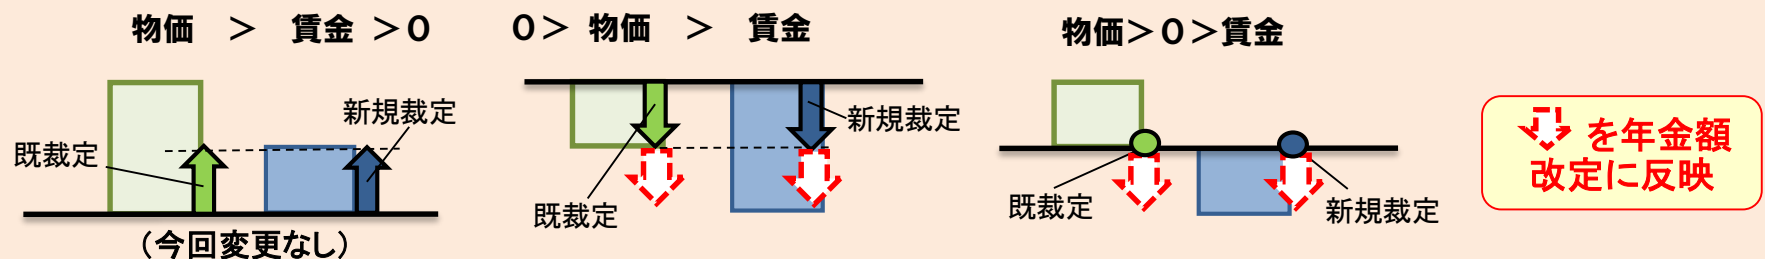 物価 ＞ 賃金 ＞０
既裁定
新規裁定
（今回変更なし）
０＞ 物価 ＞ 賃金
新規裁定
既裁定
物価＞０＞賃金
既裁定
新規裁定
を年金額
改定に反映